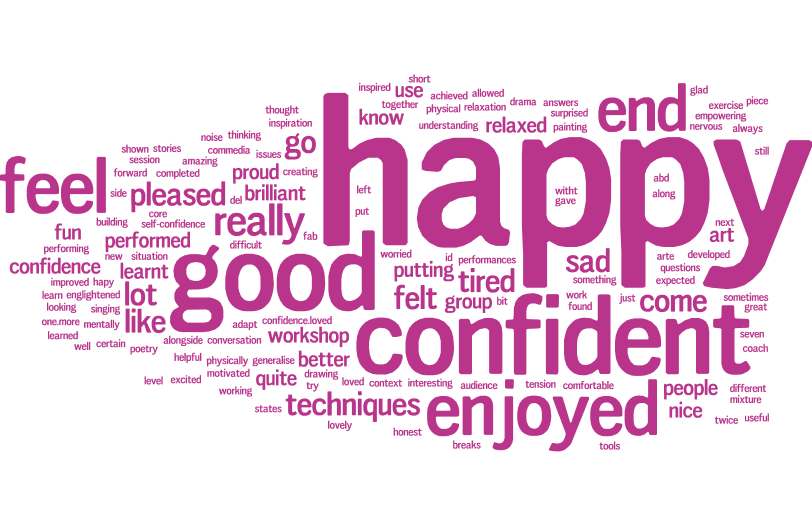 short
inspired use achieved allowed glad
together physical relaxation drama answers end exercise piece
thought know surprised empowering
inspiration understanding relaxed painting nervous always
noise thinking go happy still
shown stories commedia issues
session amazing
feel forward completed proud creating abd
side pleased del brilliant left witht along
core gave
building self-confidence really put next
fun performed fab art
performing difficult
new situation good worried id performances sad arte developed
confidence learnt putting questions
improved hapy tired something expected
learn englightened lot felt group bit work just come sometimes
looking singing found great
one.more mentally like adapt confidence.loved confident
learned alongside conversation workshop seven
well certain poetry coach
helpful physically generalise better
level excited motivated quite drawing loved context interesting audience tension comfortable people different
working try mixture
states techniques enjoyed nice
lovely honest twice useful
breaks tools